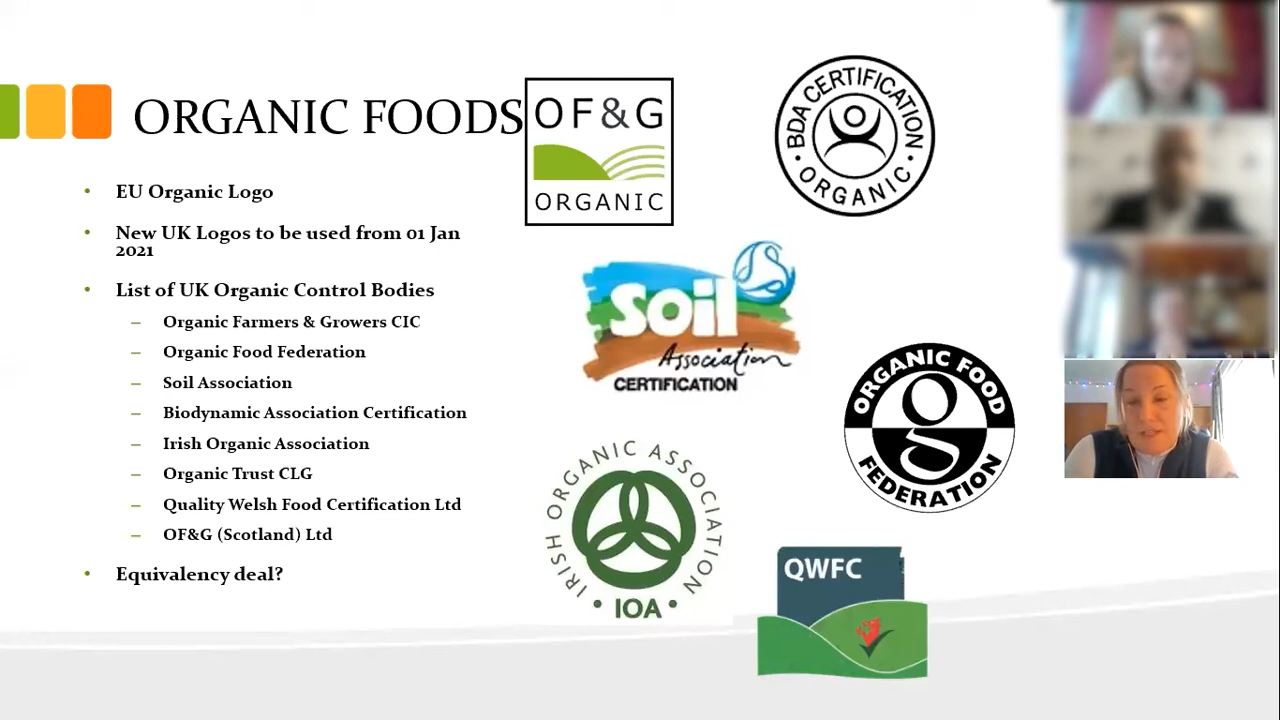 ORGANIC FOODS
• EU Organic Logo
• New UK Logos to be used from 01 Jan
2021
• List of UK Organic Control Bodies
– Organic Farmers & Growers CIC
– Organic Food Federation
– Soil Association
– Biodynamic Association Certification
– Irish Organic Association
– Organic Trust CLG
– Quality Welsh Food Certification Ltd
– OF&G (Scotland) Ltd
• Equivalency deal?
OF&G
ORGANIC
BDA CERTIFICATION
• ORGANIC •
Soil
Association
CERTIFICATION
ORGANIC FOOD
FEDERATION
IRISH ORGANIC ASSOCIATION
• IOA •
QWFC